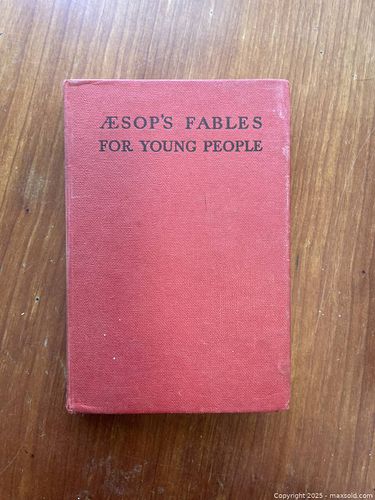 ÆSOP'S FABLES
FOR YOUNG PEOPLE
Copyright 2025 - maxsold.com